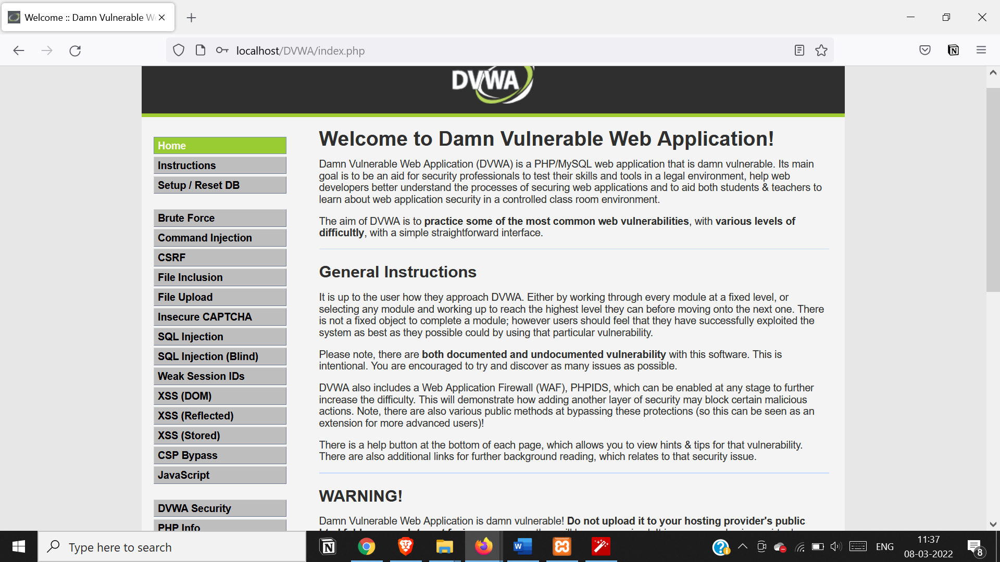 Welcome :: Damn Vulnerable W
localhost/DVWA/index.php
DVWA
Home
Instructions
Setup / Reset DB
Brute Force
Command Injection
CSRF
File Inclusion
File Upload
Insecure CAPTCHA
SQL Injection
SQL Injection (Blind)
Weak Session IDs
XSS (DOM)
XSS (Reflected)
XSS (Stored)
CSP Bypass
JavaScript
DVWA Security
PHP Info
Welcome to Damn Vulnerable Web Application!
Damn Vulnerable Web Application (DVWA) is a PHP/MySQL web application that is damn vulnerable. Its main
goal is to be an aid for security professionals to test their skills and tools in a legal environment, help web
developers better understand the processes of securing web applications and to aid both students & teachers to
learn about web application security in a controlled class room environment.
The aim of DVWA is to practice some of the most common web vulnerabilities, with various levels of
difficultly, with a simple straightforward interface.
General Instructions
It is up to the user how they approach DVWA. Either by working through every module at a fixed level, or
selecting any module and working up to reach the highest level they can before moving onto the next one. There
is not a fixed object to complete a module; however users should feel that they have successfully exploited the
system as best as they possible could by using that particular vulnerability.
Please note, there are both documented and undocumented vulnerability with this software. This is
intentional. You are encouraged to try and discover as many issues as possible.
DVWA also includes a Web Application Firewall (WAF), PHPIDS, which can be enabled at any stage to further
increase the difficulty. This will demonstrate how adding another layer of security may block certain malicious
actions. Note, there are also various public methods at bypassing these protections (so this can be seen as an
extension for more advanced users)!
There is a help button at the bottom of each page, which allows you to view hints & tips for that vulnerability.
There are also additional links for further background reading, which relates to that security issue.
WARNING!
Damn Vulnerable Web Application is damn vulnerable! Do not upload it to your hosting provider's public
Type here to search
ENG
11:37
08-03-2022
8